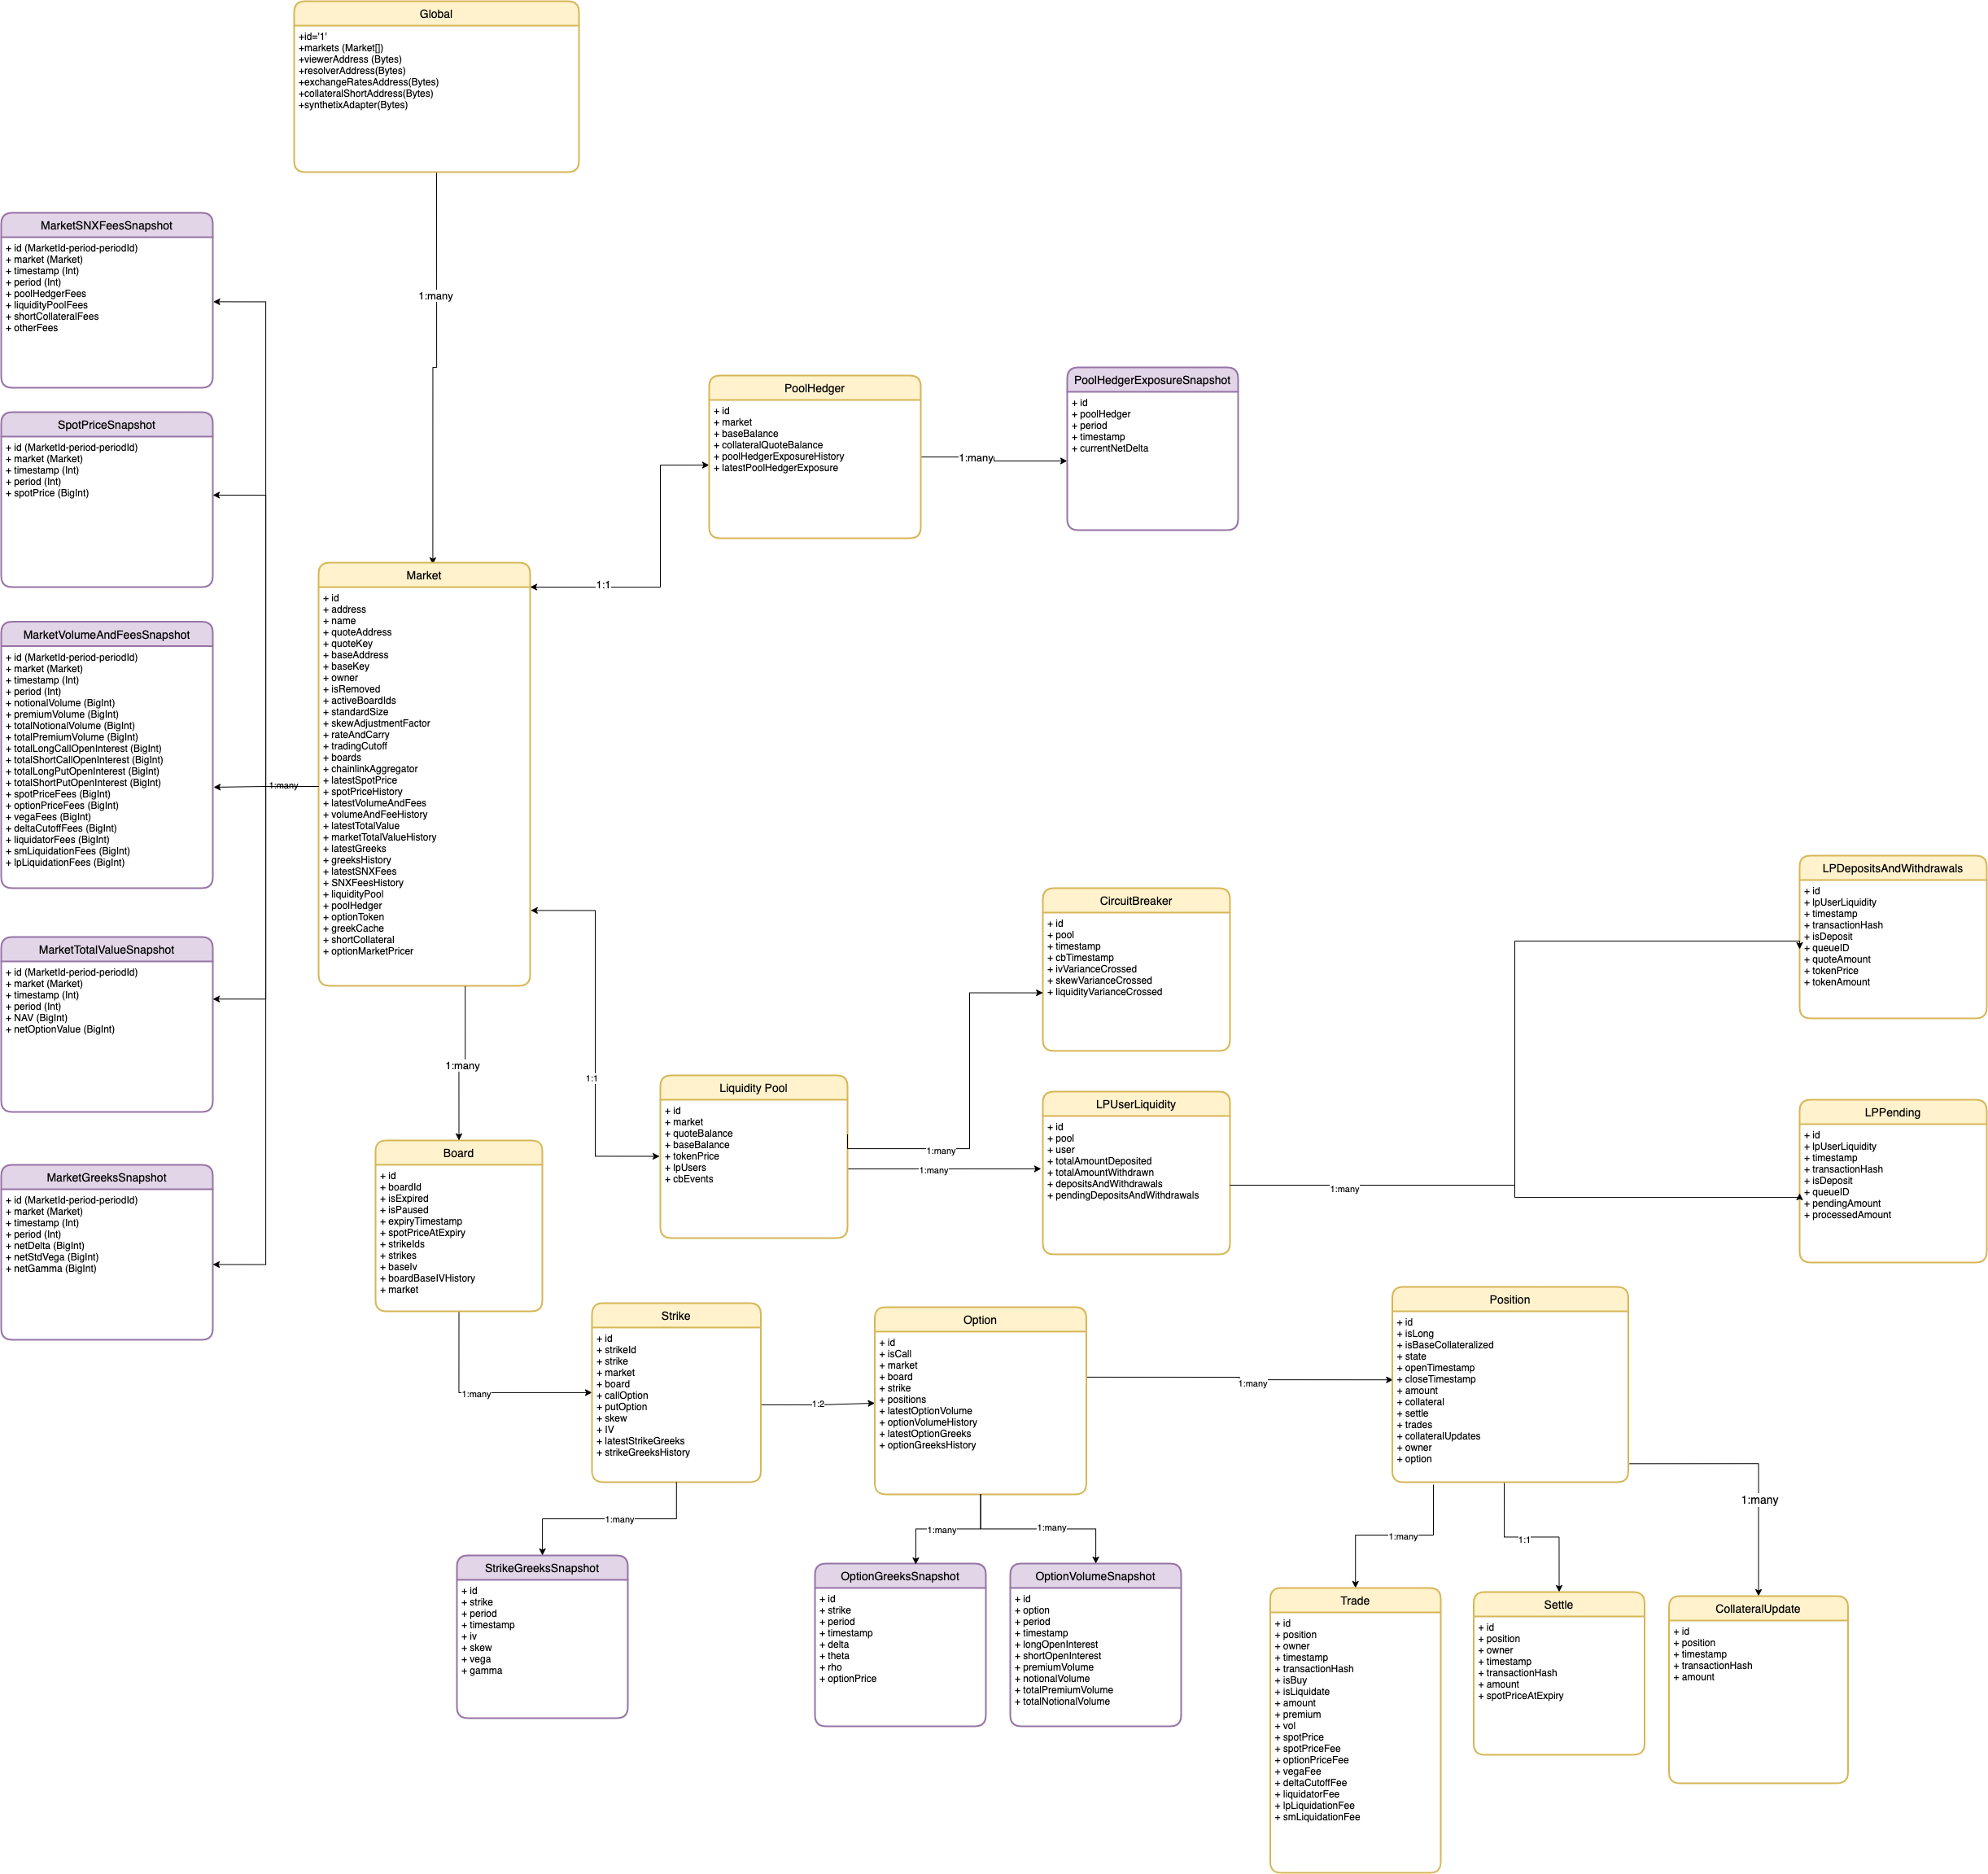 Global
+id='1'
+markets (Market[])
+viewerAddress (Bytes)
+resolverAddress(Bytes)
+exchangeRatesAddress(Bytes)
+collateralShortAddress(Bytes)
+synthetixAdapter(Bytes)
1:many
MarketSNXFeesSnapshot
+ id (MarketId-period-periodId)
+ market (Market)
+ timestamp (Int)
+ period (Int)
+ poolHedgerFees
+ liquidityPoolFees
+ shortCollateralFees
+ otherFees
SpotPriceSnapshot
+ id (MarketId-period-periodId)
+ market (Market)
+ timestamp (Int)
+ period (Int)
+ spotPrice (BigInt)
MarketVolumeAndFeesSnapshot
+ id (MarketId-period-periodId)
+ market (Market)
+ timestamp (Int)
+ period (Int)
+ notionalVolume (BigInt)
+ premiumVolume (BigInt)
+ totalNotionalVolume (BigInt)
+ totalPremiumVolume (BigInt)
+ totalLongCallOpenInterest (BigInt)
+ totalShortCallOpenInterest (BigInt)
+ totalLongPutOpenInterest (BigInt)
+ totalShortPutOpenInterest (BigInt)
+ spotPriceFees (BigInt)
+ optionPriceFees (BigInt)
+ vegaFees (BigInt)
+ deltaCutoffFees (BigInt)
+ liquidatorFees (BigInt)
+ smLiquidationFees (BigInt)
+ lpLiquidationFees (BigInt)
MarketTotalValueSnapshot
+ id (MarketId-period-periodId)
+ market (Market)
+ timestamp (Int)
+ period (Int)
+ NAV (BigInt)
+ netOptionValue (BigInt)
MarketGreeksSnapshot
+ id (MarketId-period-periodId)
+ market (Market)
+ timestamp (Int)
+ period (Int)
+ netDelta (BigInt)
+ netStdVega (BigInt)
+ netGamma (BigInt)
1:many
Market
+ id
+ address
+ name
+ quoteAddress
+ quoteKey
+ baseAddress
+ baseKey
+ owner
+ isRemoved
+ activeBoardIds
+ standardSize
+ skewAdjustmentFactor
+ rateAndCarry
+ tradingCutoff
+ boards
+ chainlinkAggregator
+ latestSpotPrice
+ spotPriceHistory
+ latestVolumeAndFees
+ volumeAndFeeHistory
+ latestTotalValue
+ marketTotalValueHistory
+ latestGreeks
+ greeksHistory
+ latestSNXFees
+ SNXFeesHistory
+ liquidityPool
+ poolHedger
+ optionToken
+ greekCache
+ shortCollateral
+ optionMarketPricer
1:1
PoolHedger
+ id
+ market
+ baseBalance
+ collateralQuoteBalance
+ poolHedgerExposureHistory
+ latestPoolHedgerExposure
1:many
PoolHedgerExposureSnapshot
+ id
+ poolHedger
+ period
+ timestamp
+ currentNetDelta
1:1
Liquidity Pool
+ id
+ market
+ quoteBalance
+ baseBalance
+ tokenPrice
+ lpUsers
+ cbEvents
1:many
1:many
CircuitBreaker
+ id
+ pool
+ timestamp
+ cbTimestamp
+ ivVarianceCrossed
+ skewVarianceCrossed
+ liquidityVarianceCrossed
LPUserLiquidity
+ id
+ pool
+ user
+ totalAmountDeposited
+ totalAmountWithdrawn
+ depositsAndWithdrawals
+ pendingDepositsAndWithdrawals
1:many
LPDepositsAndWithdrawals
+ id
+ lpUserLiquidity
+ timestamp
+ transactionHash
+ isDeposit
+ queueID
+ quoteAmount
+ tokenPrice
+ tokenAmount
LPPending
+ id
+ lpUserLiquidity
+ timestamp
+ transactionHash
+ isDeposit
+ queueID
+ pendingAmount
+ processedAmount
1:many
Board
+ id
+ boardId
+ isExpired
+ isPaused
+ expiryTimestamp
+ spotPriceAtExpiry
+ strikeIds
+ strikes
+ baseIv
+ boardBaseIVHistory
+ market
1:many
Strike
+ id
+ strikeId
+ strike
+ market
+ board
+ callOption
+ putOption
+ skew
+ IV
+ latestStrikeGreeks
+ strikeGreeksHistory
1:2
Option
+ id
+ isCall
+ market
+ board
+ strike
+ positions
+ latestOptionVolume
+ optionVolumeHistory
+ latestOptionGreeks
+ optionGreeksHistory
1:many
Position
+ id
+ isLong
+ isBaseCollateralized
+ state
+ openTimestamp
+ closeTimestamp
+ amount
+ collateral
+ settle
+ trades
+ collateralUpdates
+ owner
+ option
1:many
StrikeGreeksSnapshot
+ id
+ strike
+ period
+ timestamp
+ iv
+ skew
+ vega
+ gamma
1:many
1:many
OptionGreeksSnapshot
+ id
+ strike
+ period
+ timestamp
+ delta
+ theta
+ rho
+ optionPrice
OptionVolumeSnapshot
+ id
+ option
+ period
+ timestamp
+ longOpenInterest
+ shortOpenInterest
+ premiumVolume
+ notionalVolume
+ totalPremiumVolume
+ totalNotionalVolume
1:many
1:1
1:many
Trade
+ id
+ position
+ owner
+ timestamp
+ transactionHash
+ isBuy
+ isLiquidate
+ amount
+ premium
+ vol
+ spotPrice
+ spotPriceFee
+ optionPriceFee
+ vegaFee
+ deltaCutoffFee
+ liquidatorFee
+ lpLiquidationFee
+ smLiquidationFee
Settle
+ id
+ position
+ owner
+ timestamp
+ transactionHash
+ amount
+ spotPriceAtExpiry
CollateralUpdate
+ id
+ position
+ timestamp
+ transactionHash
+ amount